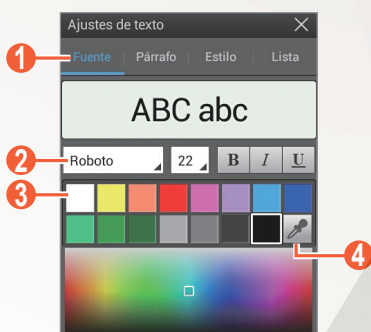 Ajustes de texto
1 Fuente Párrafo Estilo Lista
ABC abc
2 Roboto 22 B I U
3
4